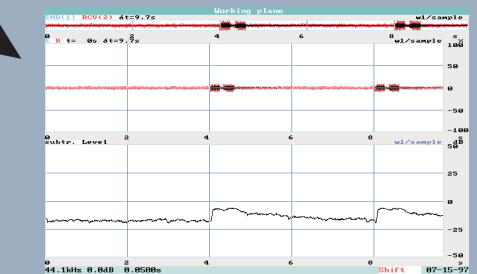 Working plane
SND(1) RCV(2) δt=9.7s wl/sample
0 2 4 6 8 s
S_R t= 0s δt=9.7s wl/sample %
100
50
0
-50
-100
0 2 4 6 8 s
subtr. Level wl/sample dB
50
25
0
-25
-50
0 2 4 6 8 s
44.1kHz 0.0dB 0.0500s Shift 07-15-97